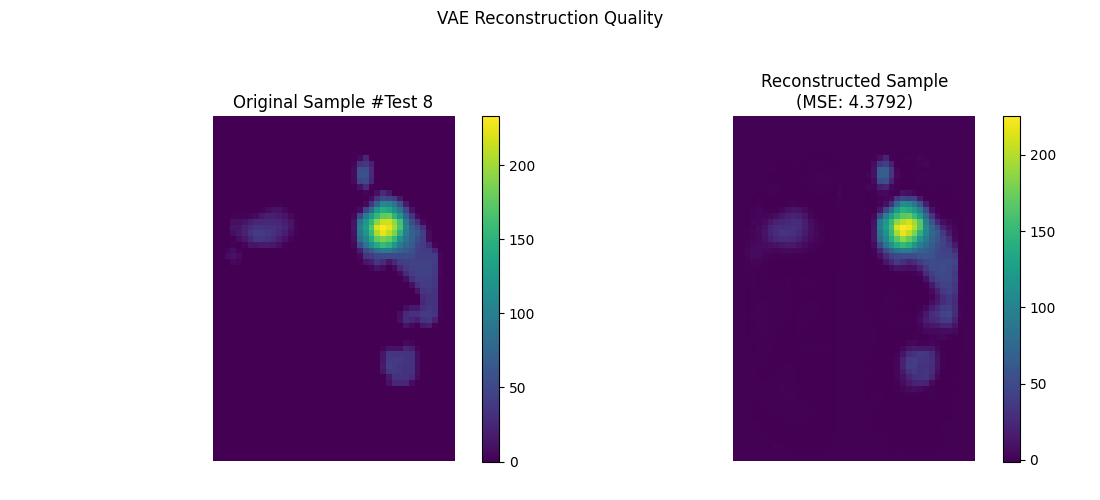 VAE Reconstruction Quality
Original Sample #Test 8
200
150
100
50
0
Reconstructed Sample
(MSE: 4.3792)
200
150
100
50
0